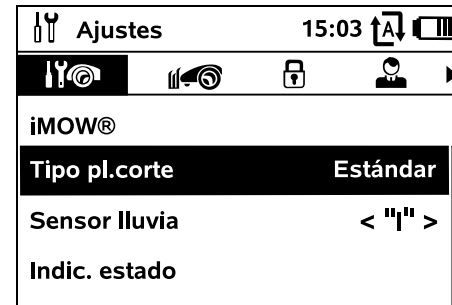 Ajustes 15:03 A
iMOW®
Tipo pl.corte Estándar
Sensor lluvia < "|" >
Indic. estado